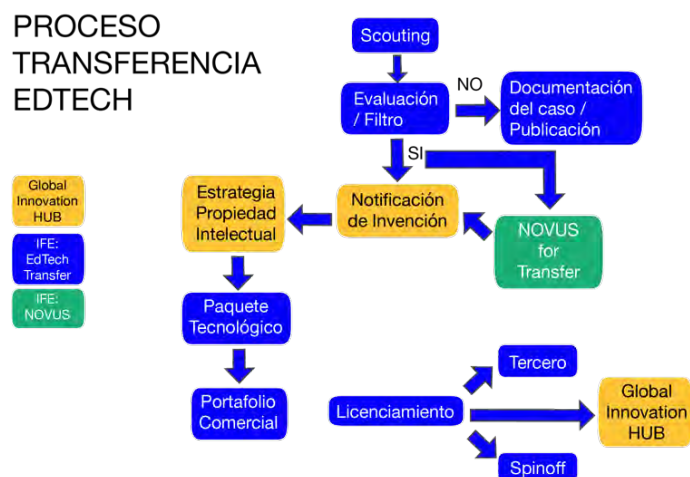 PROCESO
TRANSFERENCIA
EDTECH
Scouting
Evaluación
/ Filtro
NO
Documentación
del caso /
Publicación
SI
Global
Innovation
HUB
IFE:
EdTech
Transfer
IFE:
NOVUS
Estrategia
Propiedad
Intelectual
Notificación
de Invención
NOVUS
for
Transfer
Paquete
Tecnológico
Portafolio
Comercial
Licenciamiento
Tercero
Global
Innovation
HUB
Spinoff